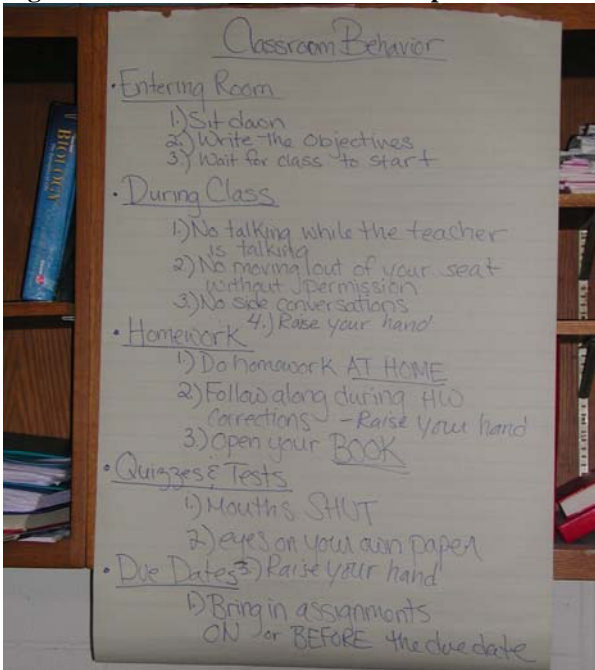 Classroom Behavior
• Entering Room
1.) Sit down
2.) Write the Objectives
3.) Wait for class to start
• During Class
1.) No talking while the teacher
is talking
2.) No moving out of your seat
without permission
3.) No side conversations
4.) Raise your hand
• Homework
1.) Do homework AT HOME
2.) Follow along during HW
corrections - Raise your hand
3.) Open your BOOK
• Quizzes & Tests
1.) Mouths SHUT
2.) eyes on your own paper
3.) Raise your hand
• Due Dates
1.) Bring in assignments
ON or BEFORE the due date
BIOLOGY